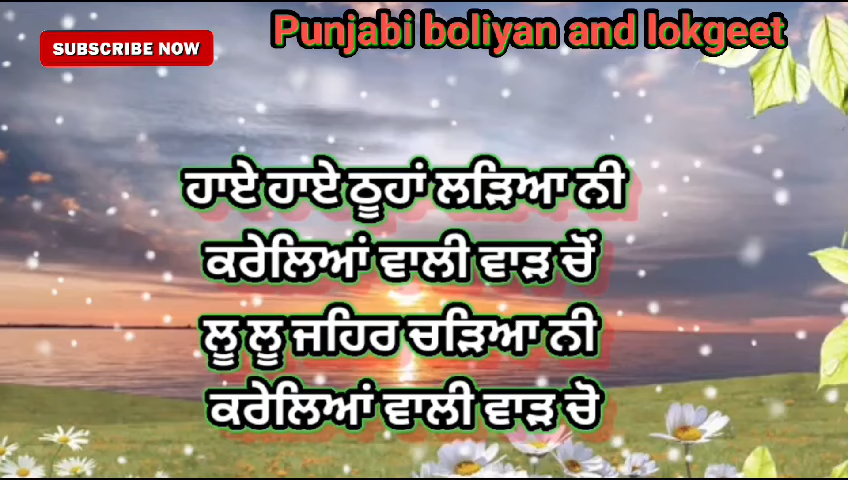 Punjabi boliyan and lokgeet
SUBSCRIBE NOW
ਹਾਏ ਹਾਏ ਠੂਹਾਂ ਲੜਿਆ ਨੀ
ਕਰੇਲਿਆਂ ਵਾਲੀ ਵਾੜ ਚੋਂ
ਲੂ ਲੂ ਜਹਿਰ ਚੜਿਆ ਨੀ
ਕਰੇਲਿਆਂ ਵਾਲੀ ਵਾੜ ਚੋ